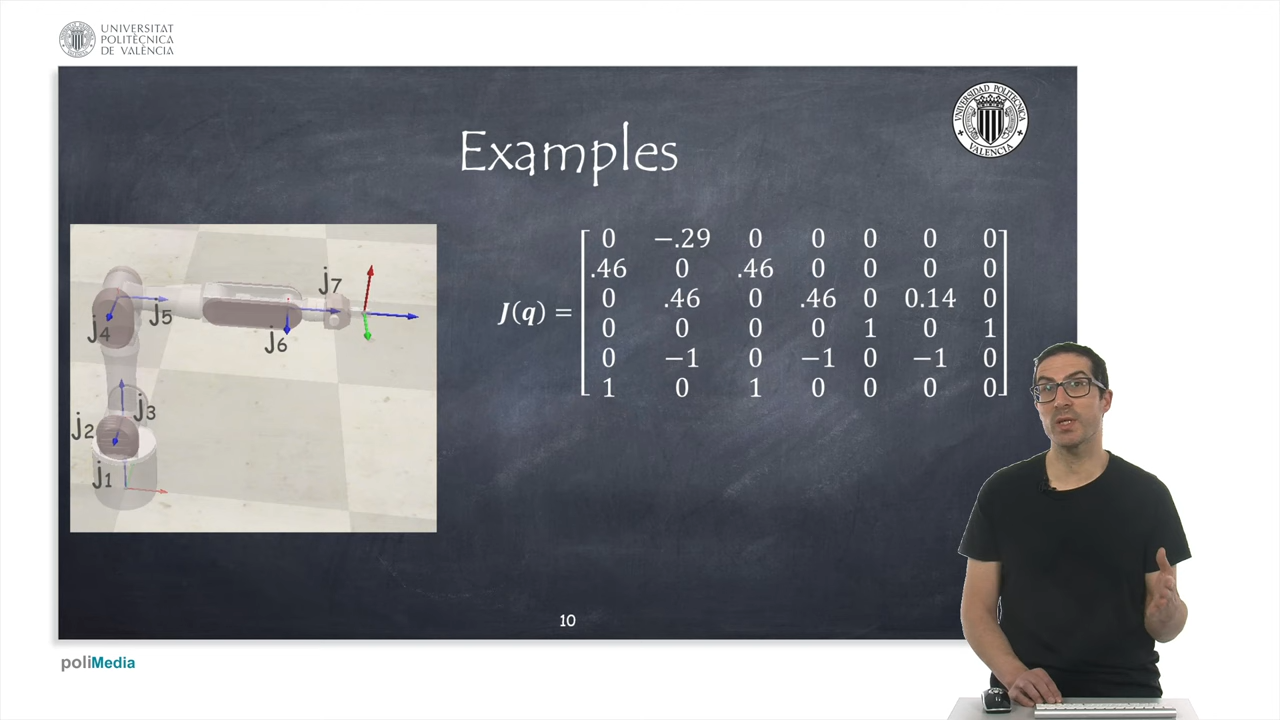 UNIVERSITAT
POLITÈCNICA
DE VALÈNCIA
UNIVERSIDAD POLITECNICA
VALENCIA
Examples
j7
j4
j5
j6
j3
j2
j1
J(q) =
0 −.29 0 0 0 0 0
.46 0 .46 0 0 0 0
0 .46 0 .46 0 0.14 0
0 0 0 0 1 0 1
0 −1 0 −1 0 −1 0
1 0 1 0 0 0 0
10
poliMedia